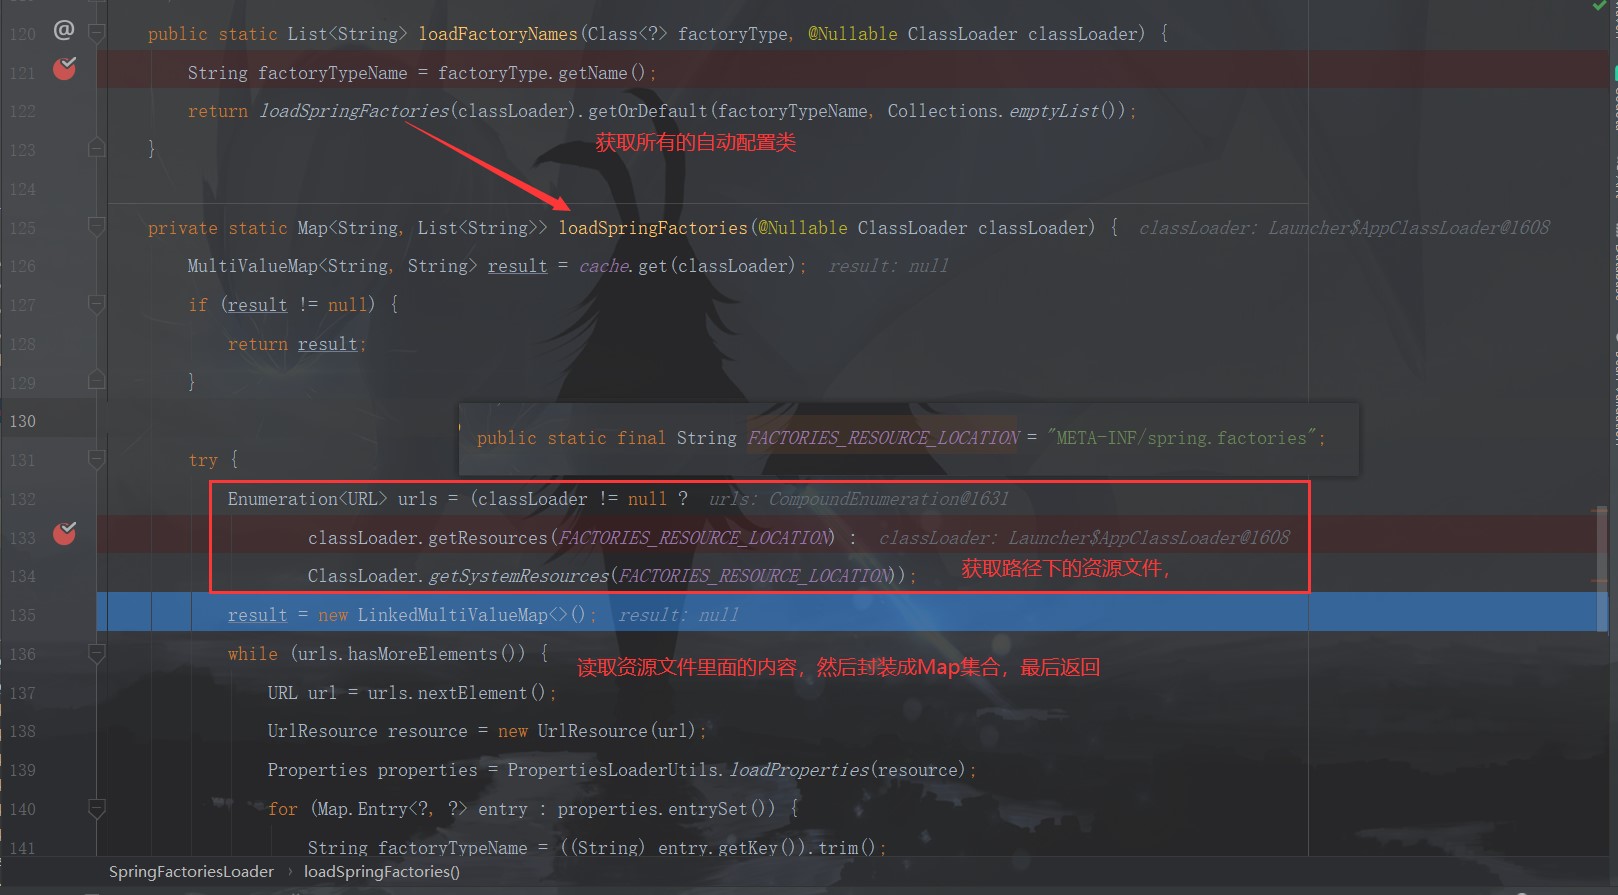 120 @ public static List<String> loadFactoryNames(Class<?> factoryType, @Nullable ClassLoader classLoader) {
121 String factoryTypeName = factoryType.getName();
122 return loadSpringFactories(classLoader).getOrDefault(factoryTypeName, Collections.emptyList());
获取所有的自动配置类
123 }
124
125 private static Map<String, List<String>> loadSpringFactories(@Nullable ClassLoader classLoader) { classLoader: Launcher$AppClassLoader@1608
126 MultiValueMap<String, String> result = cache.get(classLoader); result: null
127 if (result != null) {
128 return result;
129 }
130
public static final String FACTORIES_RESOURCE_LOCATION = "META-INF/spring.factories";
131 try {
132 Enumeration<URL> urls = (classLoader != null ? urls: CompoundEnumeration@1631
133 classLoader.getResources(FACTORIES_RESOURCE_LOCATION) : classLoader: Launcher$AppClassLoader@1608
134 ClassLoader.getSystemResources(FACTORIES_RESOURCE_LOCATION)); 获取路径下的资源文件，
135 result = new LinkedMultiValueMap<>(); result: null
136 while (urls.hasMoreElements()) { 读取资源文件里面的内容，然后封装成Map集合，最后返回
137 URL url = urls.nextElement();
138 UrlResource resource = new UrlResource(url);
139 Properties properties = PropertiesLoaderUtils.loadProperties(resource);
140 for (Map.Entry<?, ?> entry : properties.entrySet()) {
141 String factoryTypeName = ((String) entry.getKey()).trim();
SpringFactoriesLoader › loadSpringFactories()